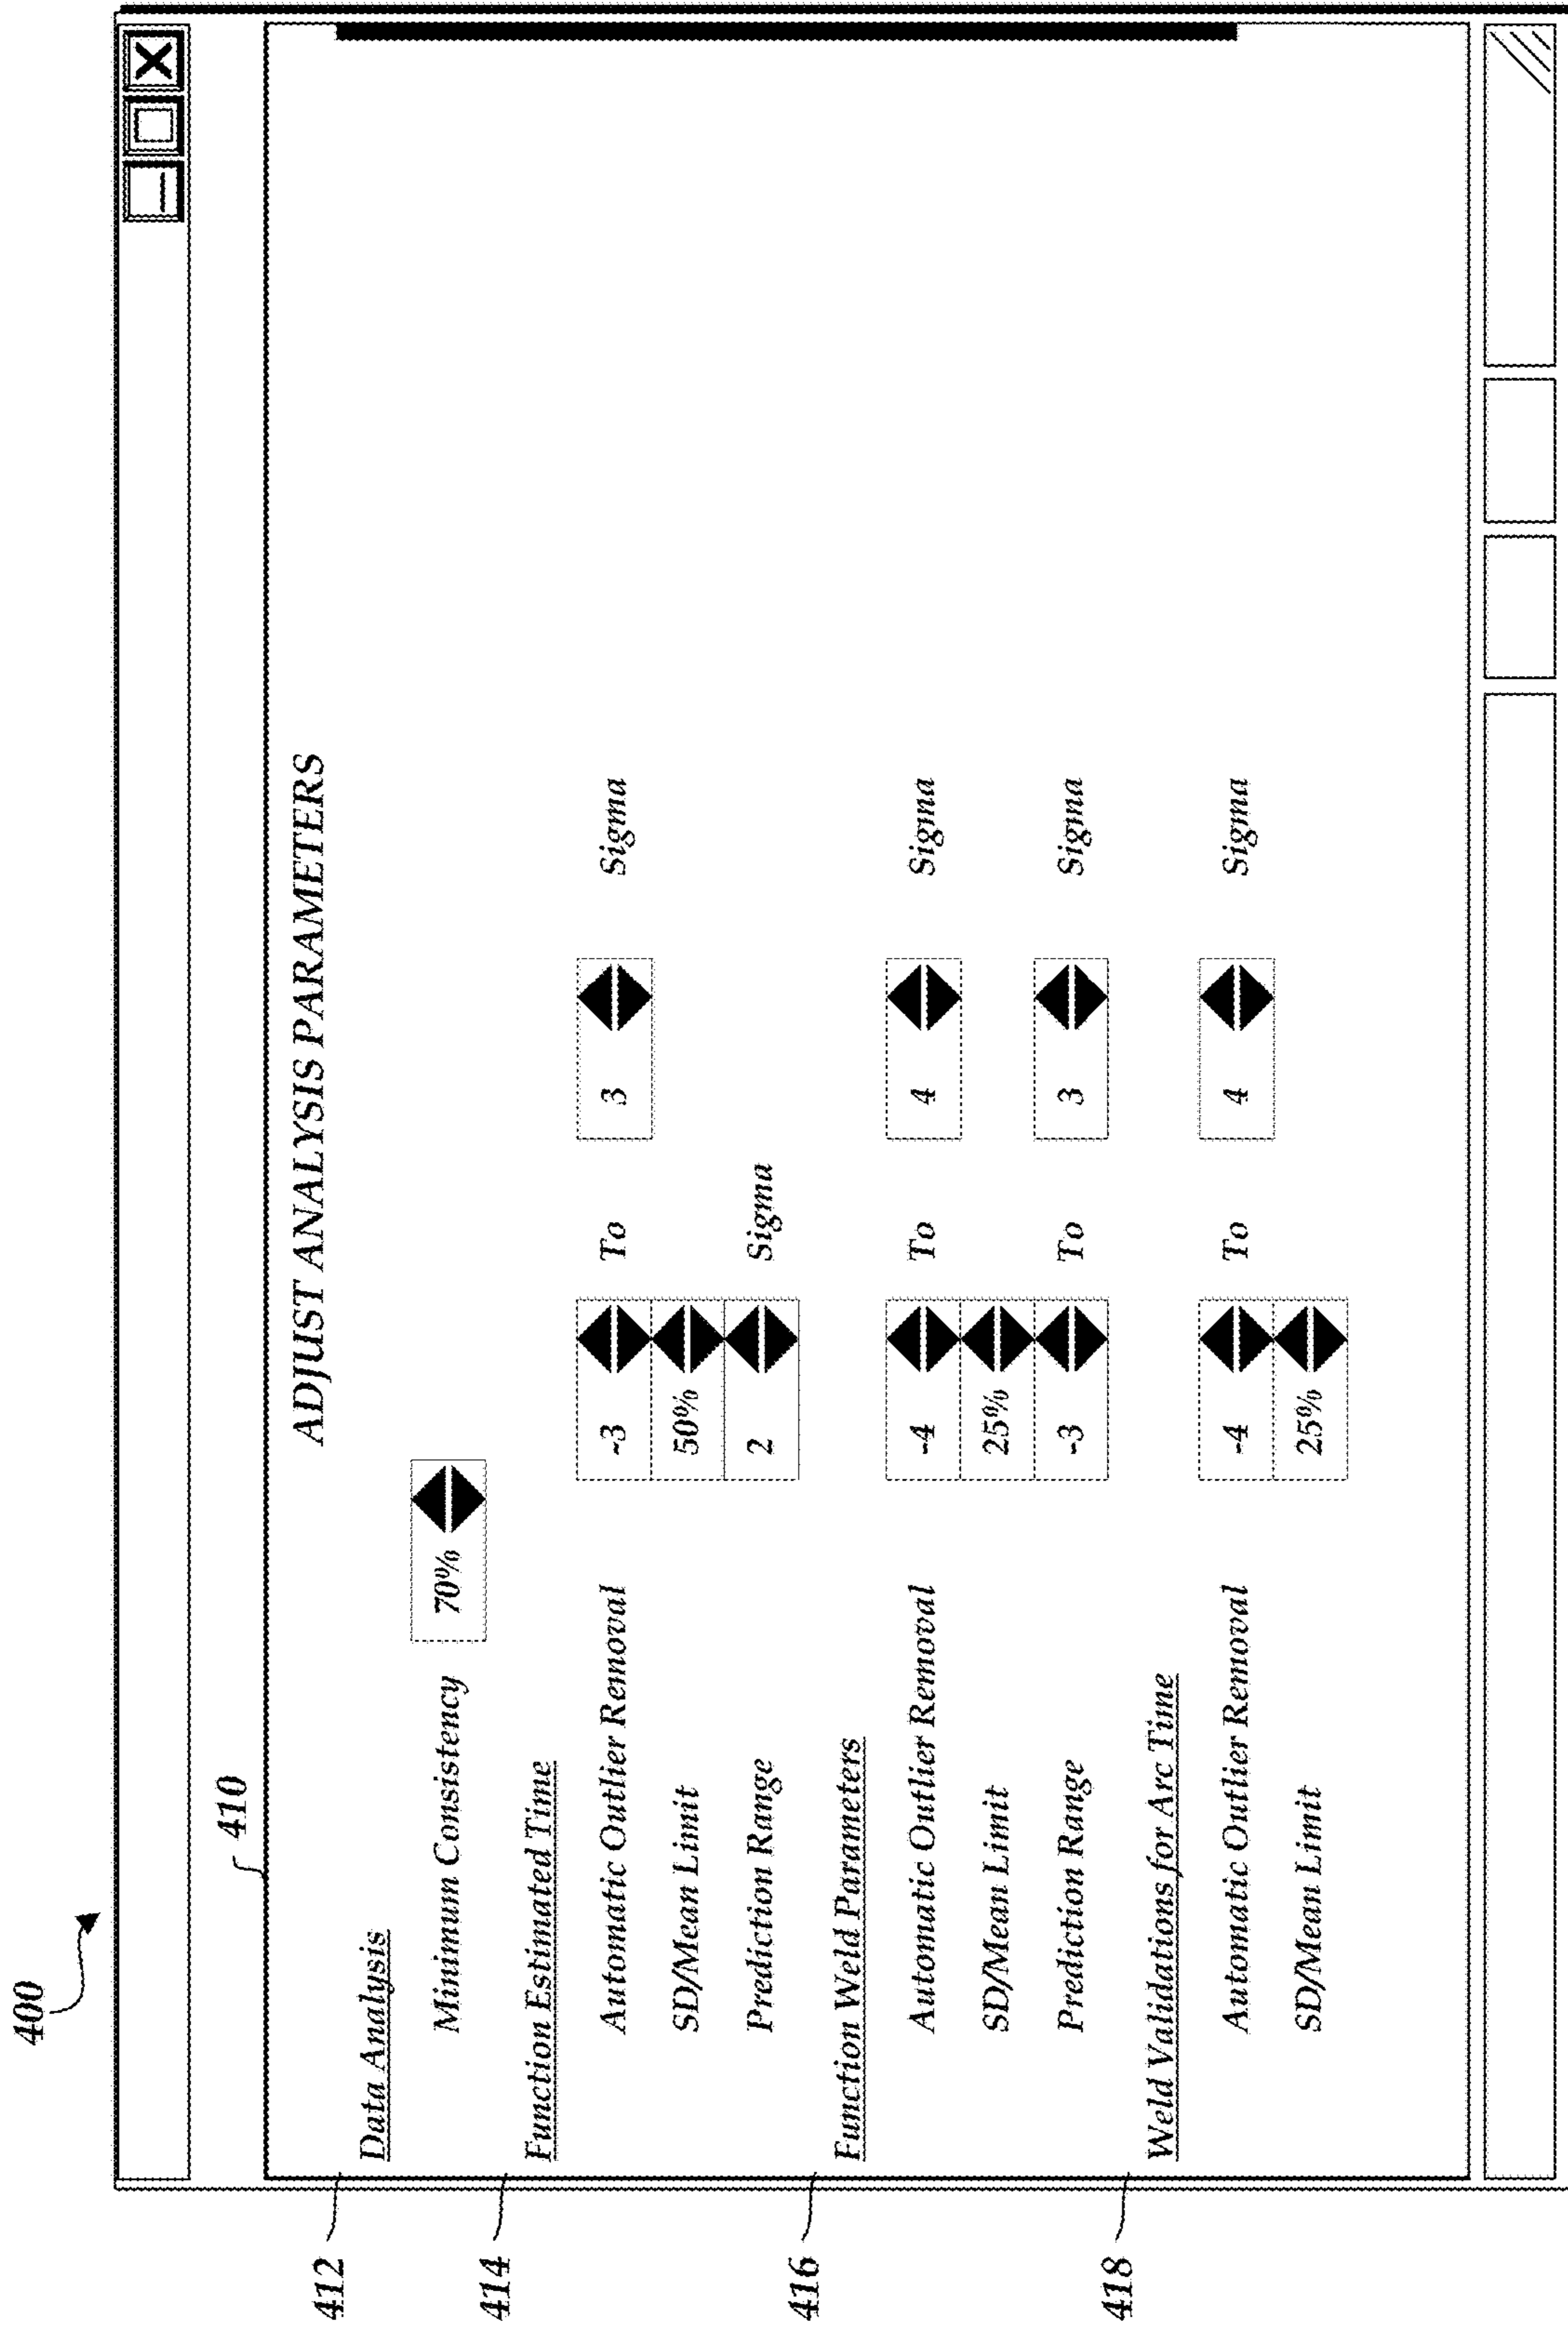 400
410
ADJUST ANALYSIS PARAMETERS
412
Data Analysis
Minimum Consistency 70%
414
Function Estimated Time
Automatic Outlier Removal -3 To 3 Sigma
SD/Mean Limit 50%
Prediction Range 2 Sigma
416
Function Weld Parameters
Automatic Outlier Removal -4 To 4 Sigma
SD/Mean Limit 25%
Prediction Range -3 To 3 Sigma
418
Weld Validations for Arc Time
Automatic Outlier Removal -4 To 4 Sigma
SD/Mean Limit 25%